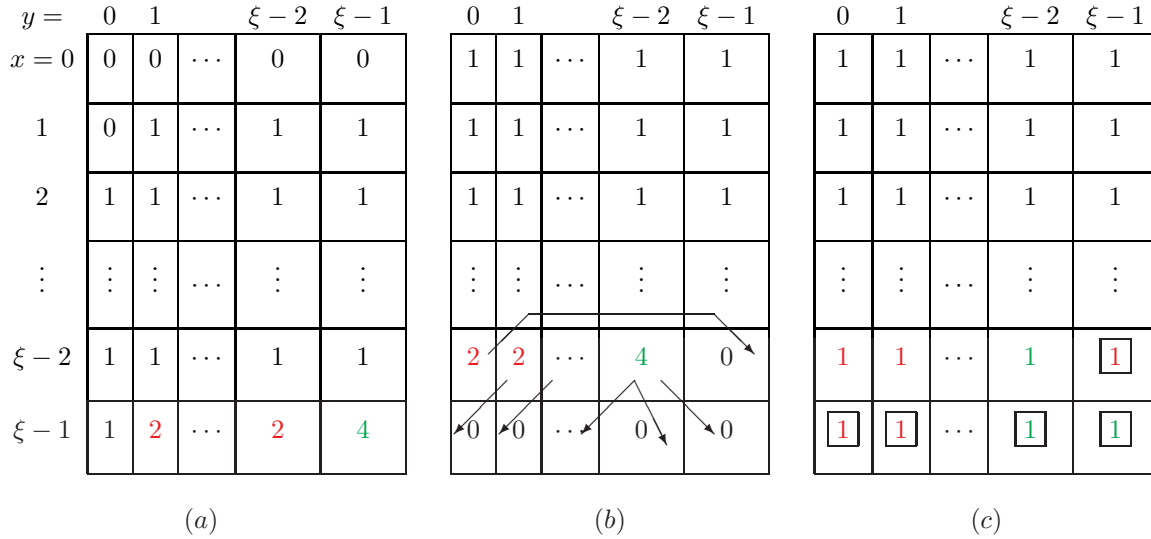 y = 0 1 ξ − 2 ξ − 1 0 1 ξ − 2 ξ − 1 0 1 ξ − 2 ξ − 1
x = 0 0 0 ··· 0 0 1 1 ··· 1 1 1 1 ··· 1 1
1 0 1 ··· 1 1 1 1 ··· 1 1 1 1 ··· 1 1
2 1 1 ··· 1 1 1 1 ··· 1 1 1 1 ··· 1 1
⋮ ⋮ ⋮ ··· ⋮ ⋮ ⋮ ⋮ ··· ⋮ ⋮ ⋮ ⋮ ··· ⋮ ⋮
ξ − 2 1 1 ··· 1 1 2 2 ··· 4 0 1 1 ··· 1 1
ξ − 1 1 2 ··· 2 4 0 0 ··· 0 0 1 1 ··· 1 1
(a) (b) (c)